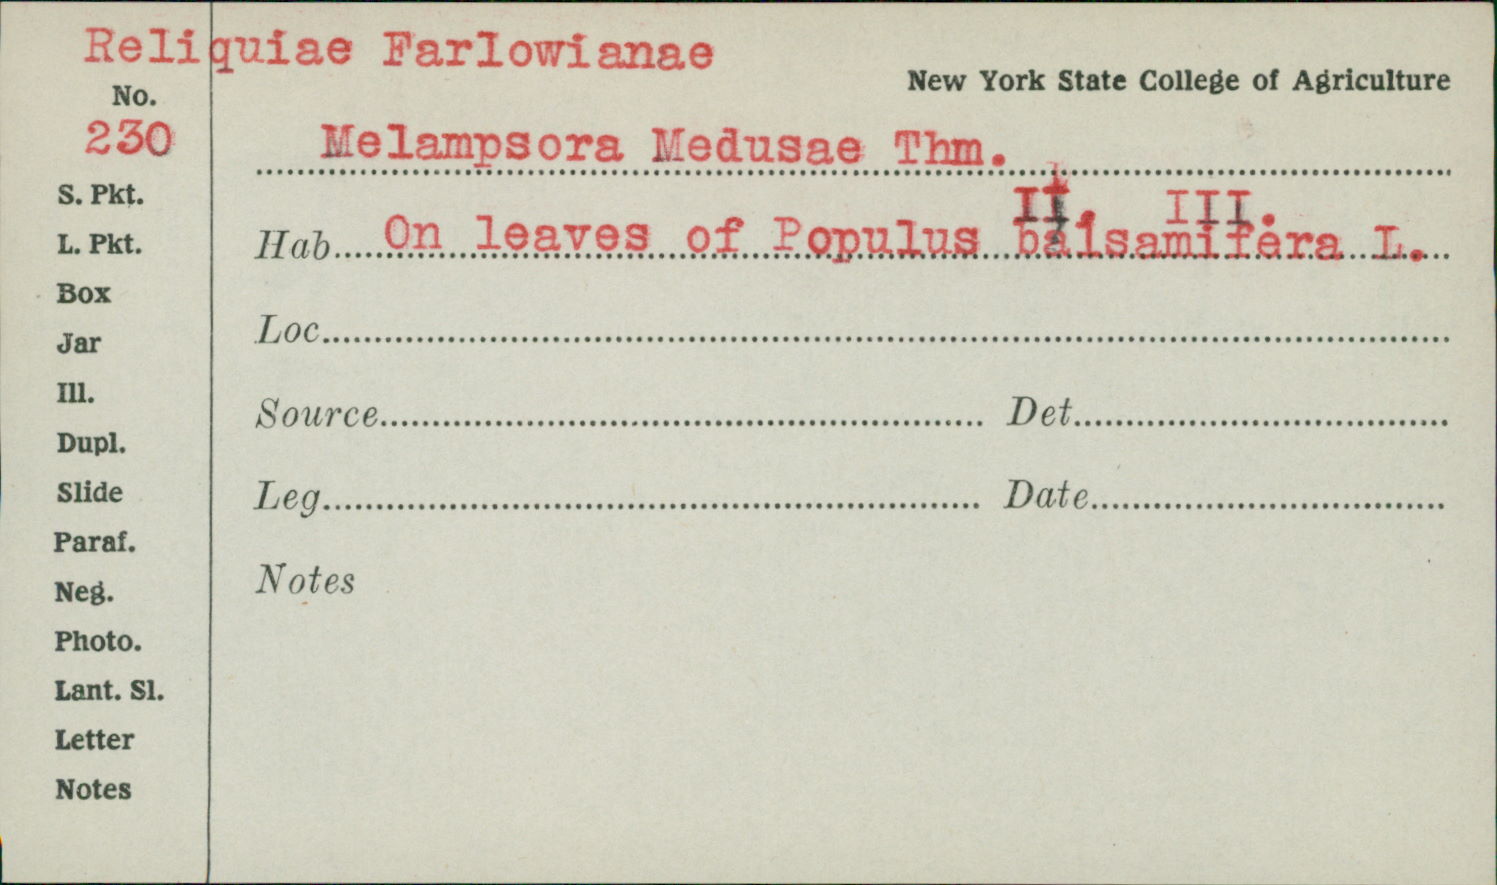 Reliquiae Farlowianae
New York State College of Agriculture
No.
230
Melampsora Medusae Thm.
II. III.
S. Pkt.
L. Pkt.
Hab. On leaves of Populus balsamifera L.
Box
Loc.
Jar
Ill.
Source Det.
Dupl.
Slide
Leg. Date
Paraf.
Neg.
Notes
Photo.
Lant. Sl.
Letter
Notes